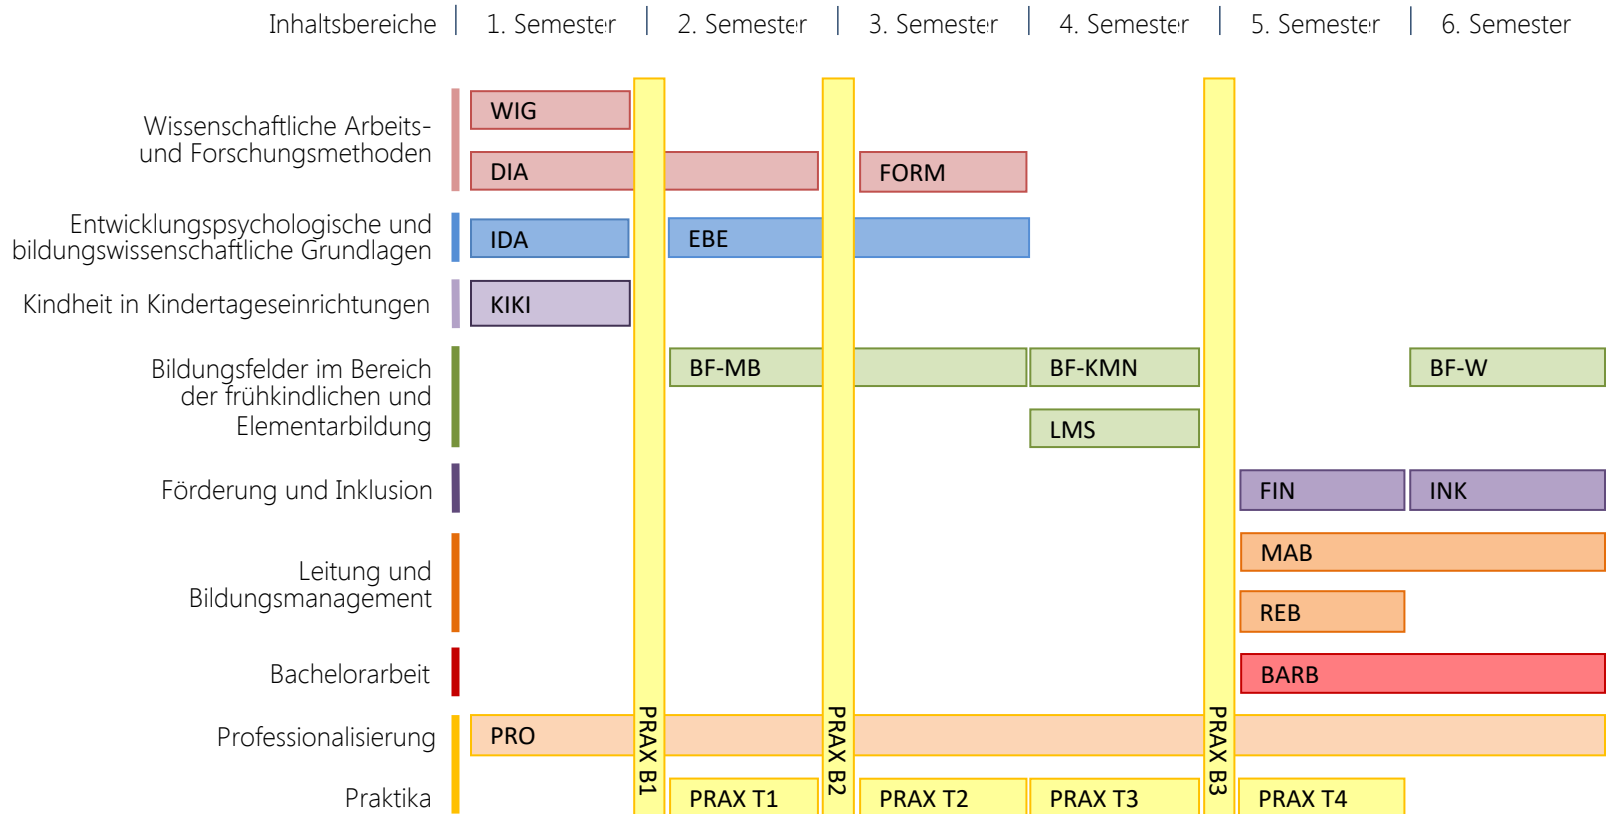 Inhaltsbereiche 1. Semester 2. Semester 3. Semester 4. Semester 5. Semester 6. Semester
WIG
Wissenschaftliche Arbeits-
und Forschungsmethoden
DIA FORM
Entwicklungspsychologische und
bildungswissenschaftliche Grundlagen
IDA EBE
Kindheit in Kindertageseinrichtungen KIKI
Bildungsfelder im Bereich
der frühkindlichen und
Elementarbildung
BF-MB BF-KMN BF-W
LMS
Förderung und Inklusion FIN INK
MAB
Leitung und
Bildungsmanagement
REB
Bachelorarbeit BARB
Professionalisierung PRO
PRAX B1
PRAX B2
PRAX B3
Praktika PRAX T1 PRAX T2 PRAX T3 PRAX T4